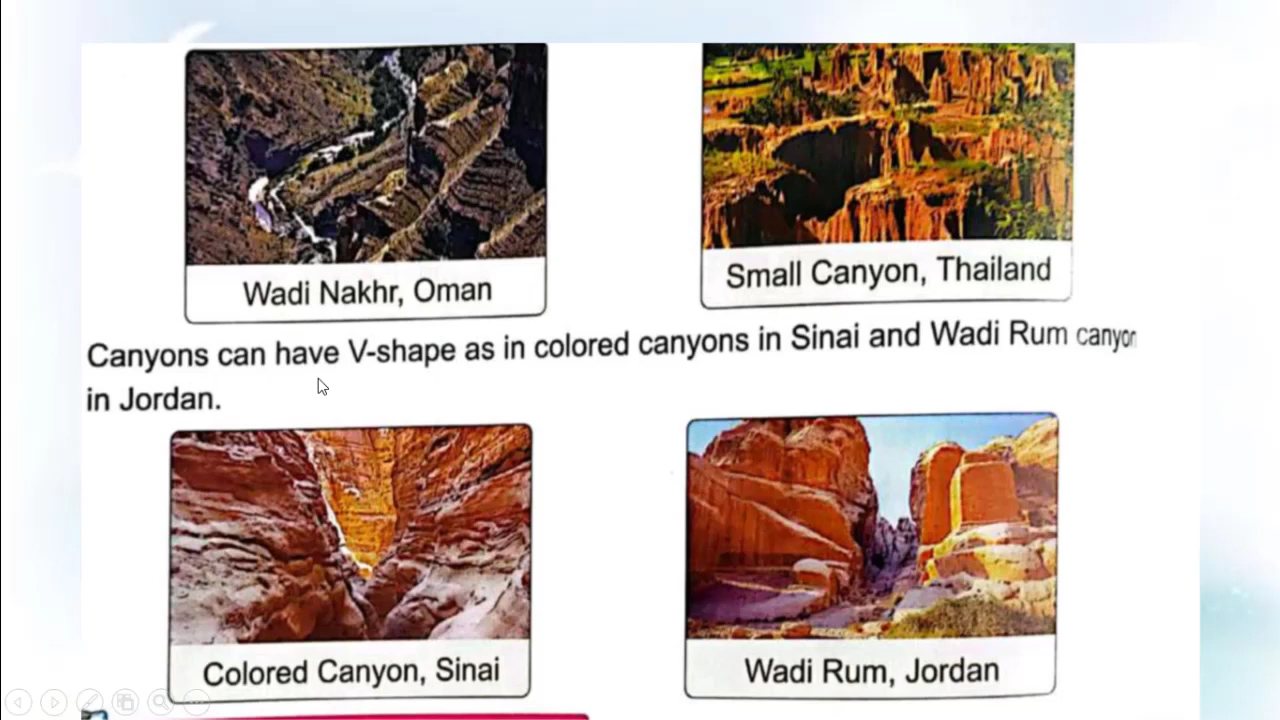 Wadi Nakhr, Oman
Small Canyon, Thailand
Canyons can have V-shape as in colored canyons in Sinai and Wadi Rum canyon
in Jordan.
Colored Canyon, Sinai
Wadi Rum, Jordan